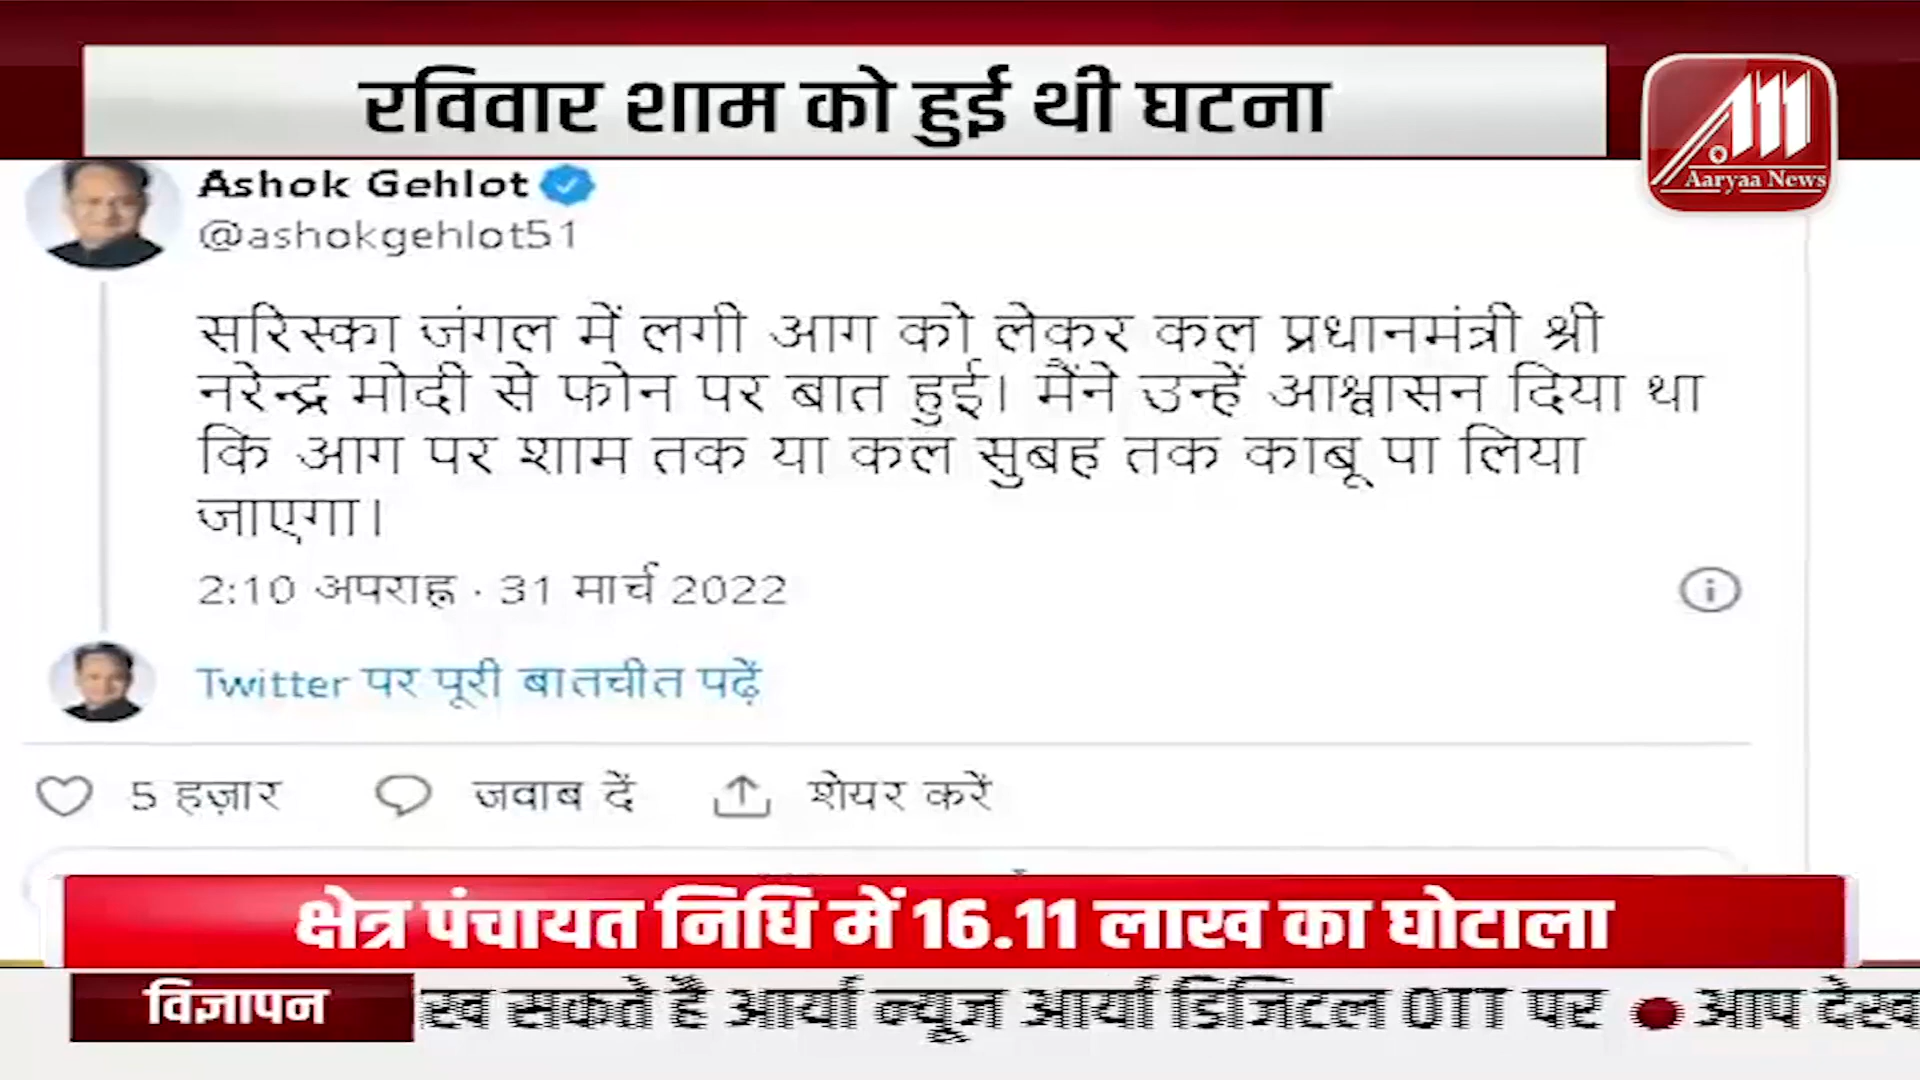 रविवार शाम को हुई थी घटना
Aaryaa News
Ashok Gehlot
@ashokgehlot51
सरिस्का जंगल में लगी आग को लेकर कल प्रधानमंत्री श्री
नरेन्द्र मोदी से फोन पर बात हुई। मैंने उन्हें आश्वासन दिया था
कि आग पर शाम तक या कल सुबह तक काबू पा लिया
जाएगा।
2:10 अपराह्न · 31 मार्च 2022
Twitter पर पूरी बातचीत पढ़ें
5 हज़ार जवाब दें शेयर करें
क्षेत्र पंचायत निधि में 16.11 लाख का घोटाला
विज्ञापन
सकते हैं आर्या न्यूज़ आर्या डिजिटल OTT पर ● आप